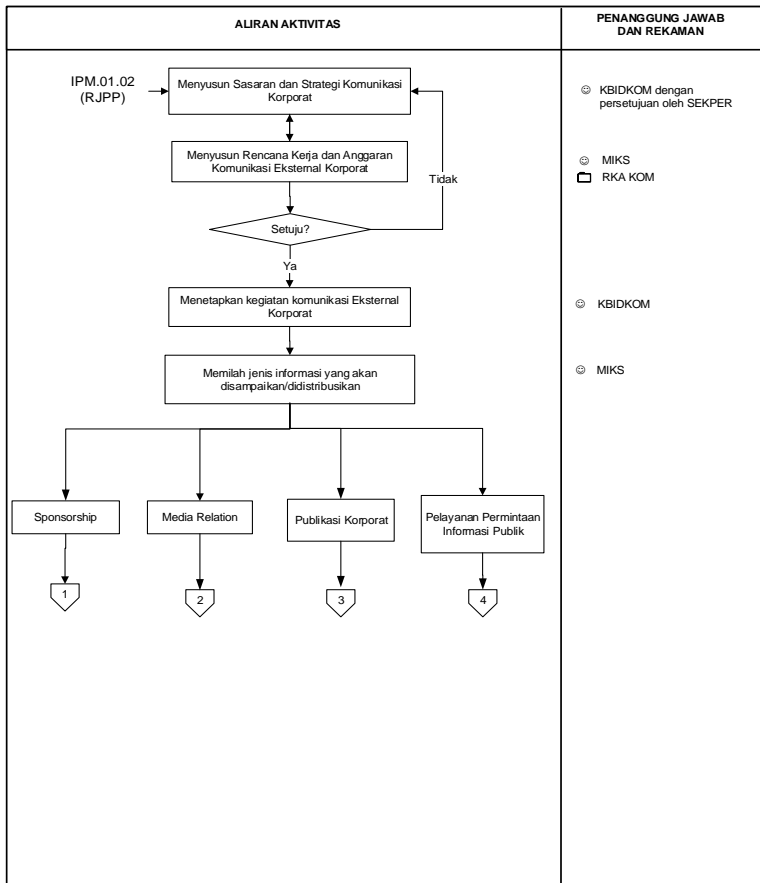 ALIRAN AKTIVITAS
PENANGGUNG JAWAB
DAN REKAMAN
IPM.01.02
(RJPP)
Menyusun Sasaran dan Strategi Komunikasi
Korporat
☺ KBIDKOM dengan
persetujuan oleh SEKPER
Menyusun Rencana Kerja dan Anggaran
Komunikasi Eksternal Korporat
☺ MIKS
RKA KOM
Tidak
Setuju?
Ya
Menetapkan kegiatan komunikasi Eksternal
Korporat
☺ KBIDKOM
Memilah jenis informasi yang akan
disampaikan/didistribusikan
☺ MIKS
Sponsorship
Media Relation
Publikasi Korporat
Pelayanan Permintaan
Informasi Publik
1
2
3
4